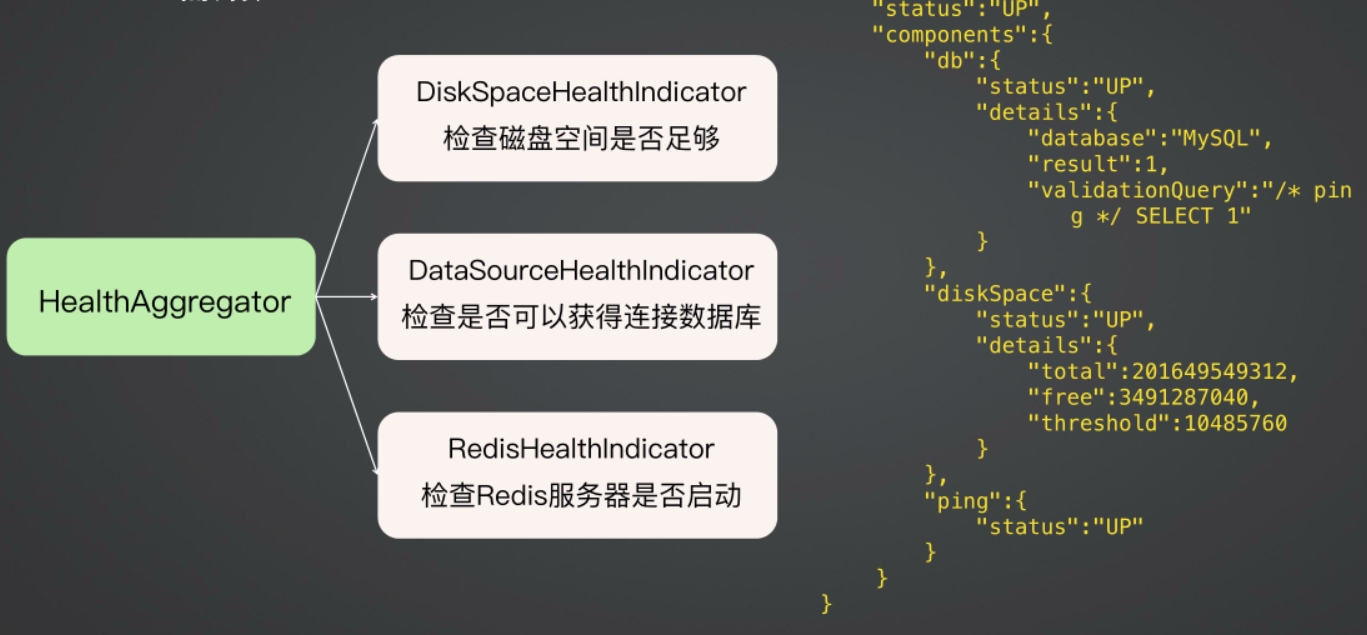 HealthAggregator
DiskSpaceHealthIndicator
检查磁盘空间是否足够
DataSourceHealthIndicator
检查是否可以获得连接数据库
RedisHealthIndicator
检查Redis服务器是否启动
"status":"UP",
"components":{
"db":{
"status":"UP",
"details":{
"database":"MySQL",
"result":1,
"validationQuery":"/* pin
g */ SELECT 1"
}
},
"diskSpace":{
"status":"UP",
"details":{
"total":201649549312,
"free":3491287040,
"threshold":10485760
}
},
"ping":{
"status":"UP"
}
}
}